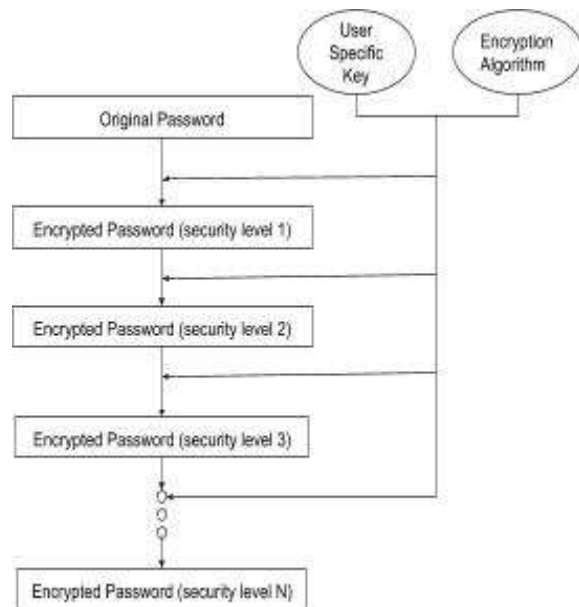 User
Specific
Key
Encryption
Algorithm
Original Password
Encrypted Password (security level 1)
Encrypted Password (security level 2)
Encrypted Password (security level 3)
Encrypted Password (security level N)